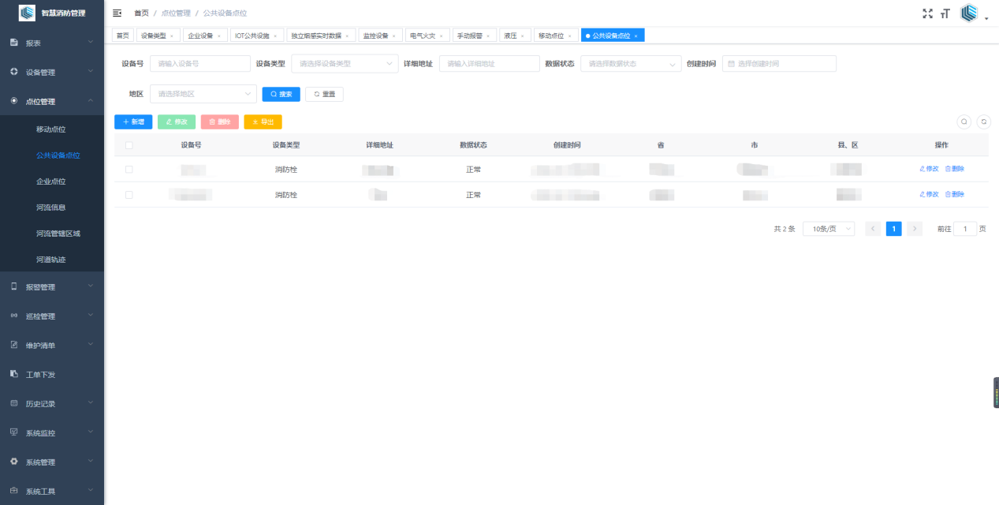 智慧消防管理
报表
设备管理
点位管理
移动点位
公共设备点位
企业点位
河流信息
河流管辖区域
河道轨迹
报警管理
巡检管理
维护清单
工单下发
历史记录
系统监控
系统管理
系统工具
首页 / 点位管理 / 公共设备点位
首页 设备类型 × 企业设备 × IOT公共设施 × 独立烟感实时数据 × 监控设备 × 电气火灾 × 手动报警 × 液压 × 移动点位 × 公共设备点位 ×
设备号 请输入设备号 设备类型 请选择设备类型 详细地址 请输入详细地址 数据状态 请选择数据状态 创建时间 选择创建时间
地区 请选择地区 搜索 重置
+ 新增 修改 删除 导出
设备号 设备类型 详细地址 数据状态 创建时间 省 市 县、区 操作
消防栓 正常 修改 删除
消防栓 正常 修改 删除
共 2 条 10条/页 < 1 > 前往 1 页